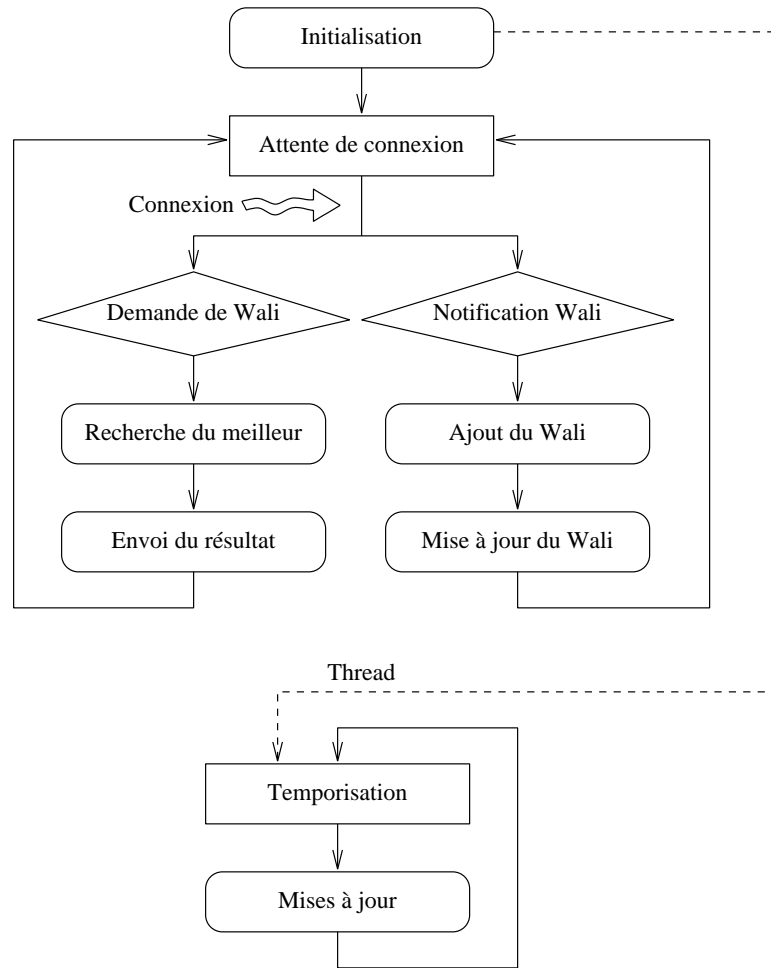 Initialisation
Attente de connexion
Connexion
Demande de Wali
Notification Wali
Recherche du meilleur
Ajout du Wali
Envoi du résultat
Mise à jour du Wali
Thread
Temporisation
Mises à jour